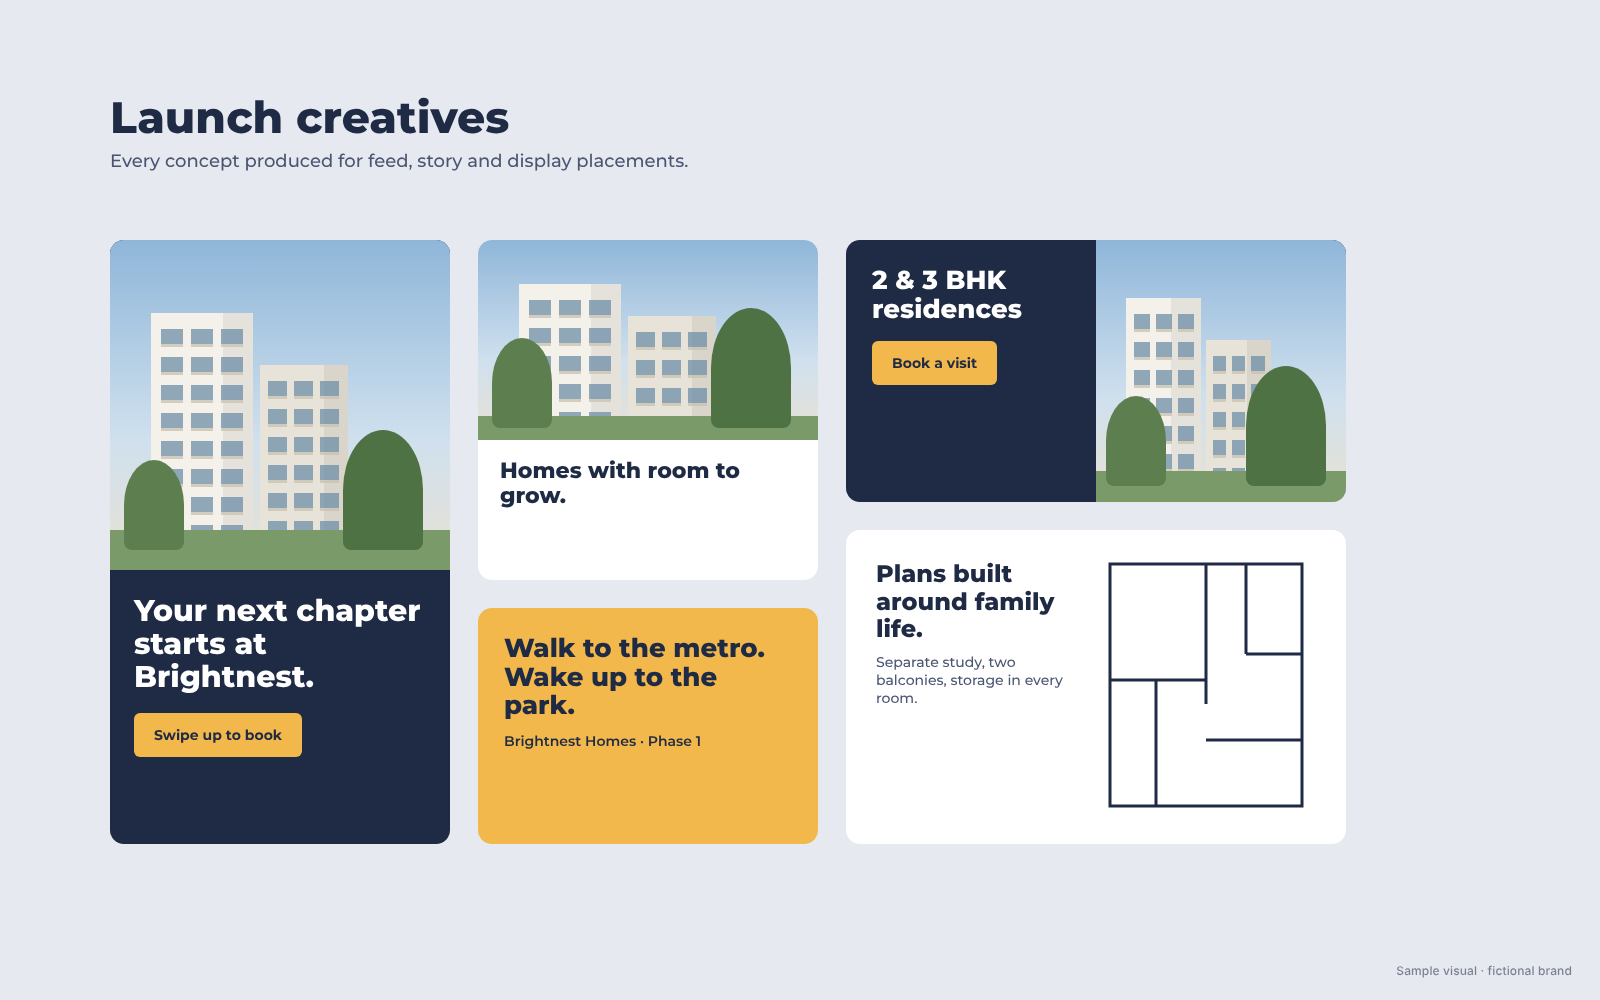 Launch creatives
Every concept produced for feed, story and display placements.
Your next chapter
starts at
Brightnest.
Swipe up to book
Homes with room to
grow.
Walk to the metro.
Wake up to the
park.
Brightnest Homes · Phase 1
2 & 3 BHK
residences
Book a visit
Plans built
around family
life.
Separate study, two
balconies, storage in every
room.
Sample visual · fictional brand